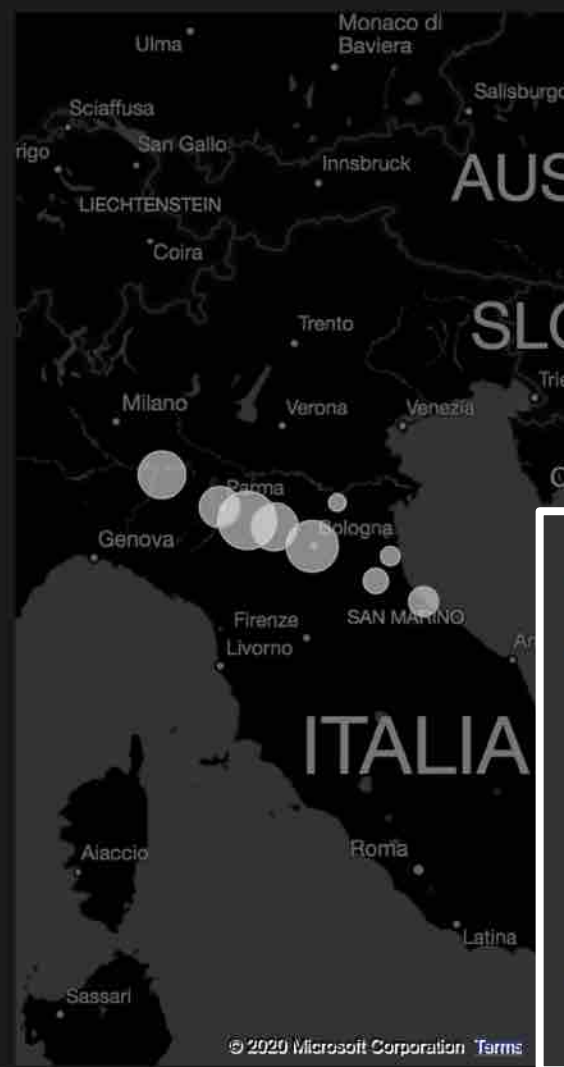 Monaco di
Baviera
Ulma
Salisburgo
Sciaffusa
San Gallo
rigo
Innsbruck
AUS
LIECHTENSTEIN
Coira
Trento
SLO
Trie
Milano
Verona
Venezia
Parma
Bologna
Genova
SAN MARINO
Firenze
Livorno
An
ITALIA
Aiaccio
Roma
Latina
Sassari
© 2020 Microsoft Corporation Terms